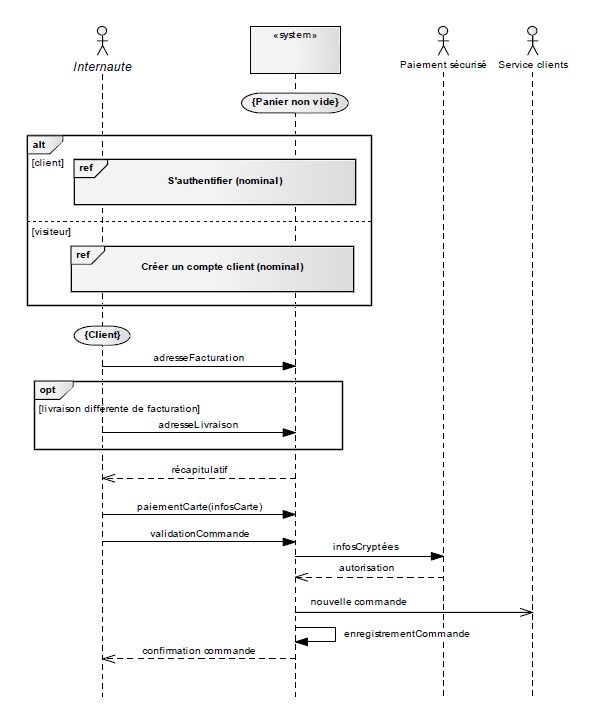 «system»
Internaute
Paiement sécurisé
Service clients
{Panier non vide}
alt
[client]
ref
S'authentifier (nominal)
[visiteur]
ref
Créer un compte client (nominal)
{Client}
adresseFacturation
opt
[livraison différente de facturation]
adresseLivraison
récapitulatif
paiementCarte(infosCarte)
validationCommande
infosCryptées
autorisation
nouvelle commande
enregistrementCommande
confirmation commande